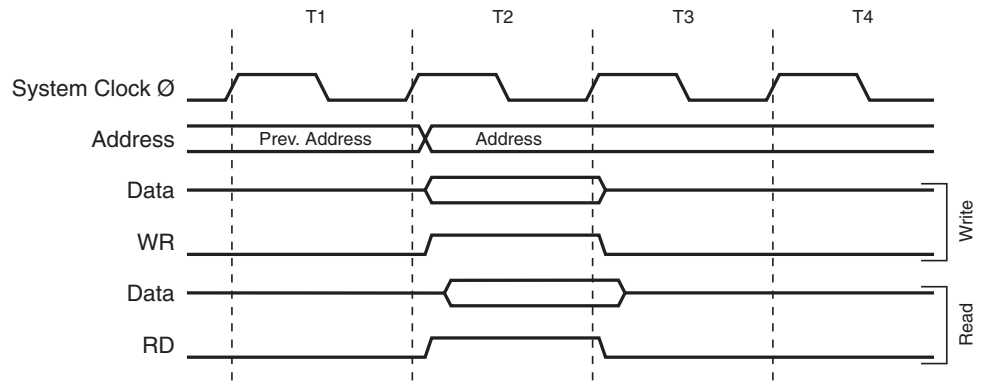 T1 T2 T3 T4
System Clock Ø
Address Prev. Address Address
Data
WR
Write
Data
RD
Read